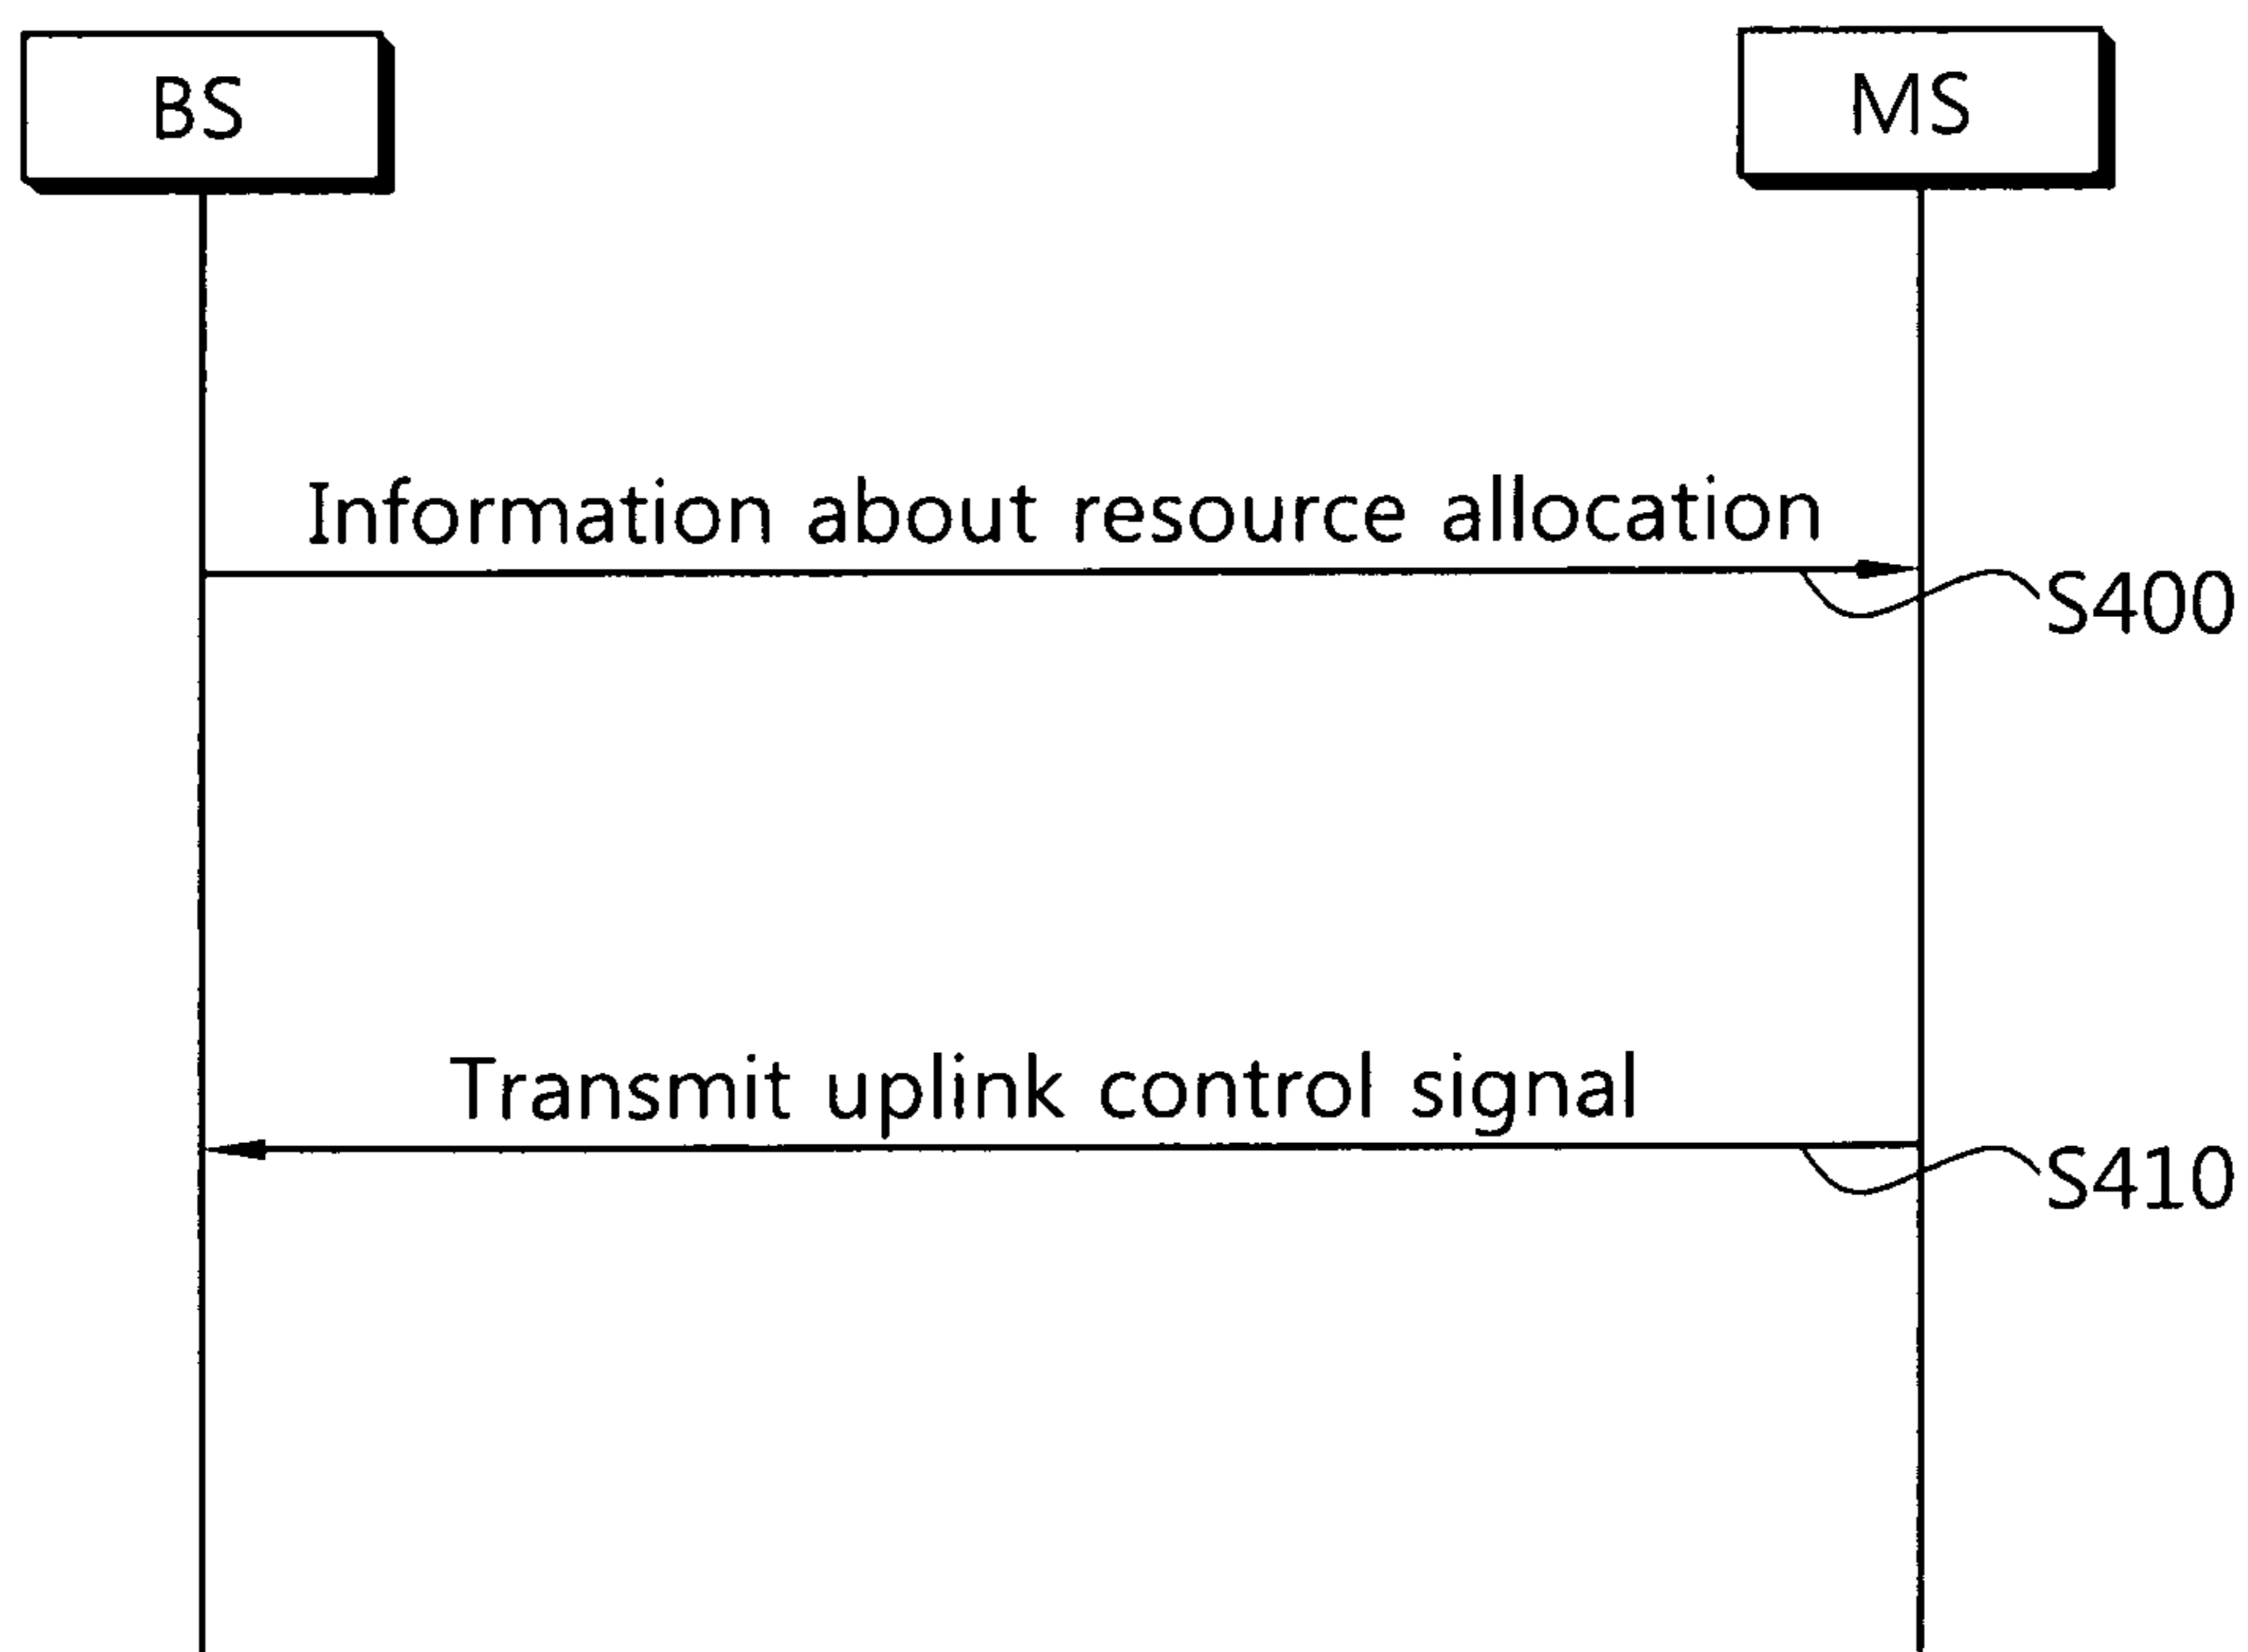 BS
MS
Information about resource allocation
S400
Transmit uplink control signal
S410